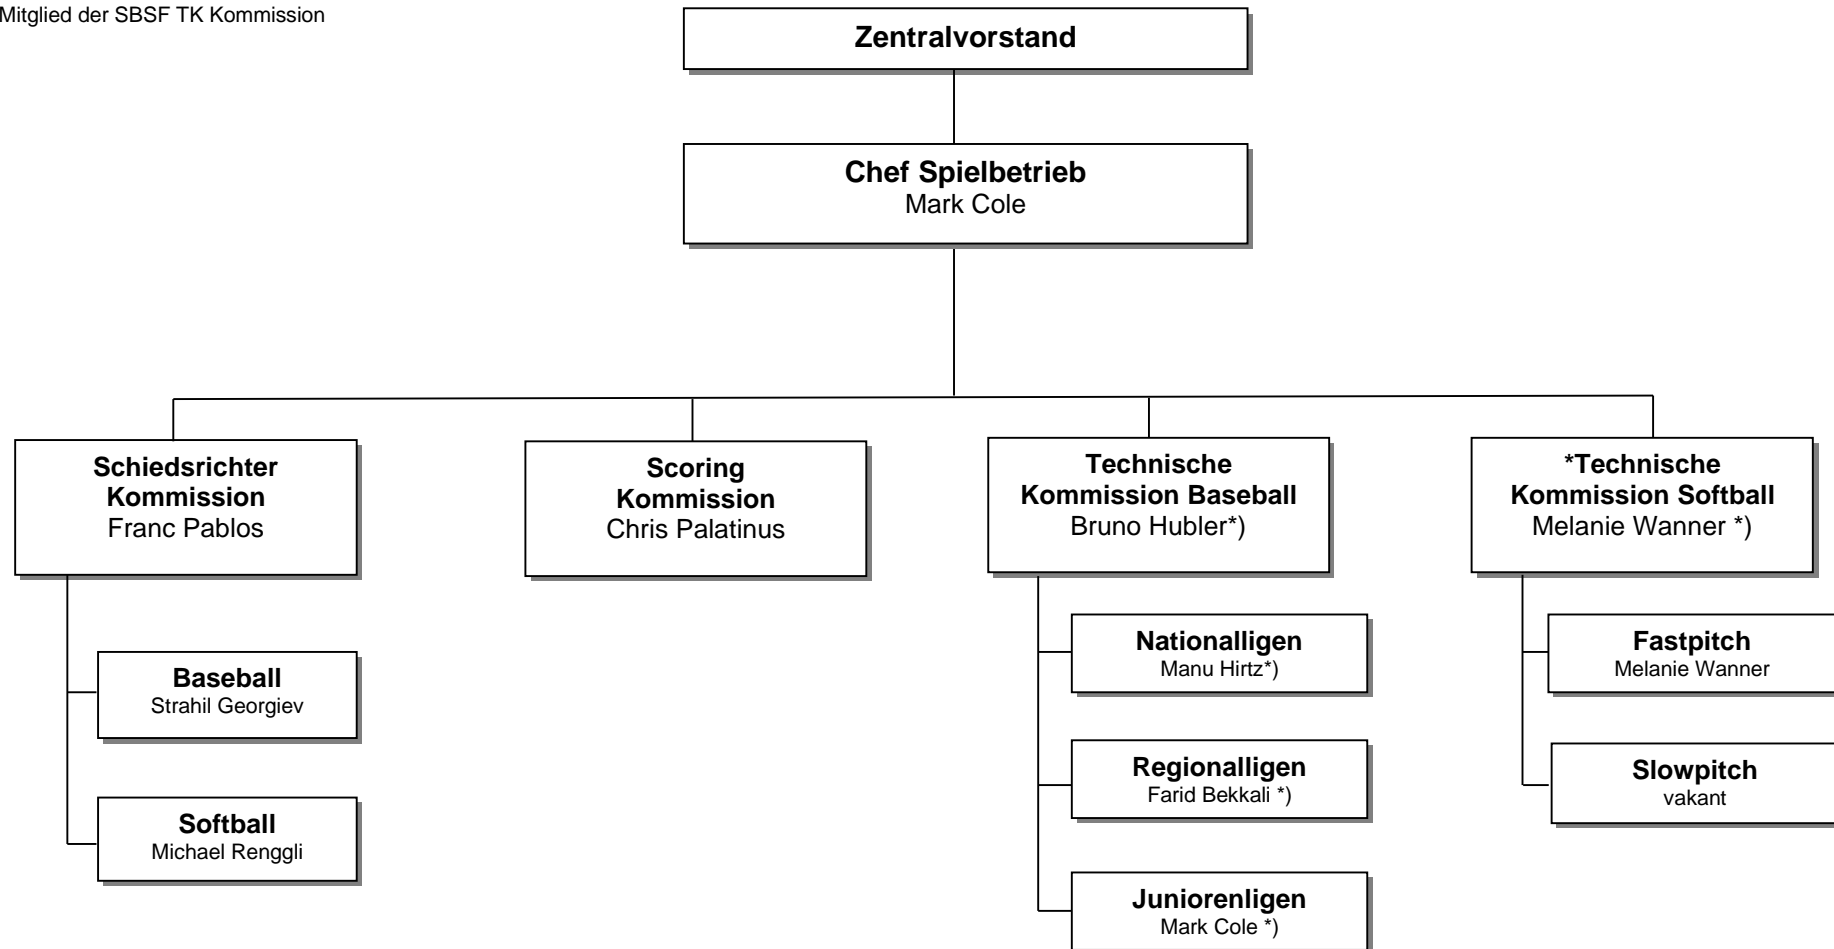 Mitglied der SBSF TK Kommission
Zentralvorstand
Chef Spielbetrieb
Mark Cole
Schiedsrichter
Kommission
Franc Pablos
Scoring
Kommission
Chris Palatinus
Technische
Kommission Baseball
Bruno Hubler*)
*Technische
Kommission Softball
Melanie Wanner *)
Baseball
Strahil Georgiev
Softball
Michael Renggli
Nationalligen
Manu Hirtz*)
Regionalligen
Farid Bekkali *)
Juniorenligen
Mark Cole *)
Fastpitch
Melanie Wanner
Slowpitch
vakant